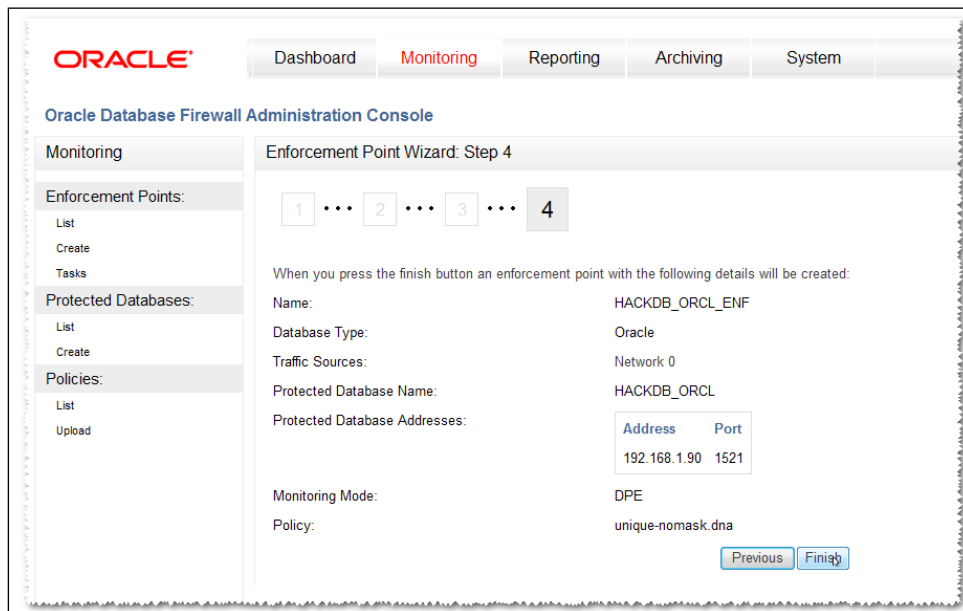 ORACLE®
Dashboard Monitoring Reporting Archiving System
Oracle Database Firewall Administration Console
Monitoring
Enforcement Points:
List
Create
Tasks
Protected Databases:
List
Create
Policies:
List
Upload
Enforcement Point Wizard: Step 4
1 ••• 2 ••• 3 ••• 4
When you press the finish button an enforcement point with the following details will be created:
Name: HACKDB_ORCL_ENF
Database Type: Oracle
Traffic Sources: Network 0
Protected Database Name: HACKDB_ORCL
Protected Database Addresses:
Address Port
192.168.1.90 1521
Monitoring Mode: DPE
Policy: unique-nomask.dna
Previous Finish